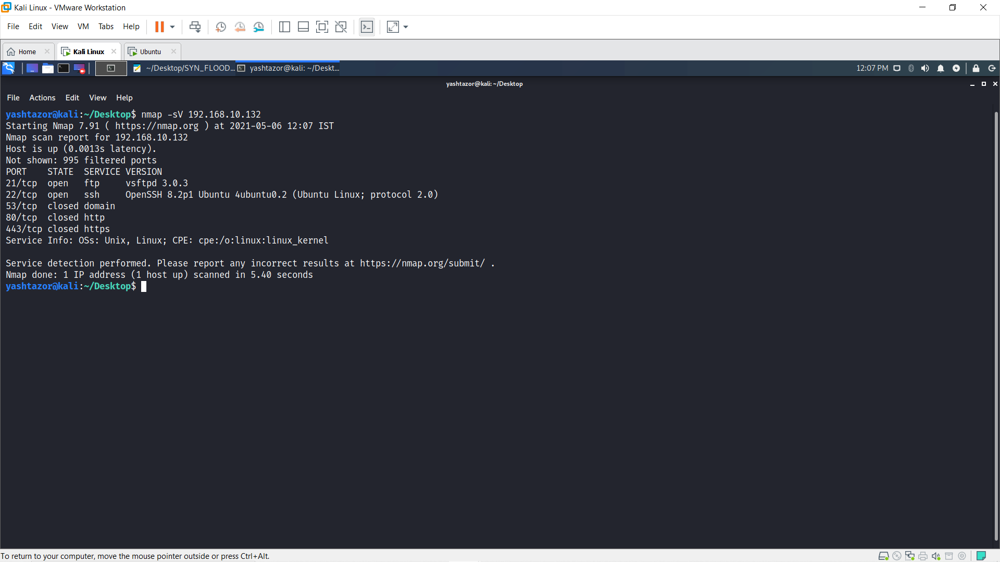 Kali Linux - VMware Workstation
File Edit View VM Tabs Help
Home Kali Linux Ubuntu
~/Desktop/SYN_FLOOD... yashtazor@kali: ~/Deskt... 12:07 PM
yashtazor@kali: ~/Desktop
File Actions Edit View Help
yashtazor@kali:~/Desktop$ nmap -sV 192.168.10.132
Starting Nmap 7.91 ( https://nmap.org ) at 2021-05-06 12:07 IST
Nmap scan report for 192.168.10.132
Host is up (0.0013s latency).
Not shown: 995 filtered ports
PORT    STATE  SERVICE VERSION
21/tcp  open   ftp     vsftpd 3.0.3
22/tcp  open   ssh     OpenSSH 8.2p1 Ubuntu 4ubuntu0.2 (Ubuntu Linux; protocol 2.0)
53/tcp  closed domain
80/tcp  closed http
443/tcp closed https
Service Info: OSs: Unix, Linux; CPE: cpe:/o:linux:linux_kernel
Service detection performed. Please report any incorrect results at https://nmap.org/submit/ .
Nmap done: 1 IP address (1 host up) scanned in 5.40 seconds
yashtazor@kali:~/Desktop$
To return to your computer, move the mouse pointer outside or press Ctrl+Alt.